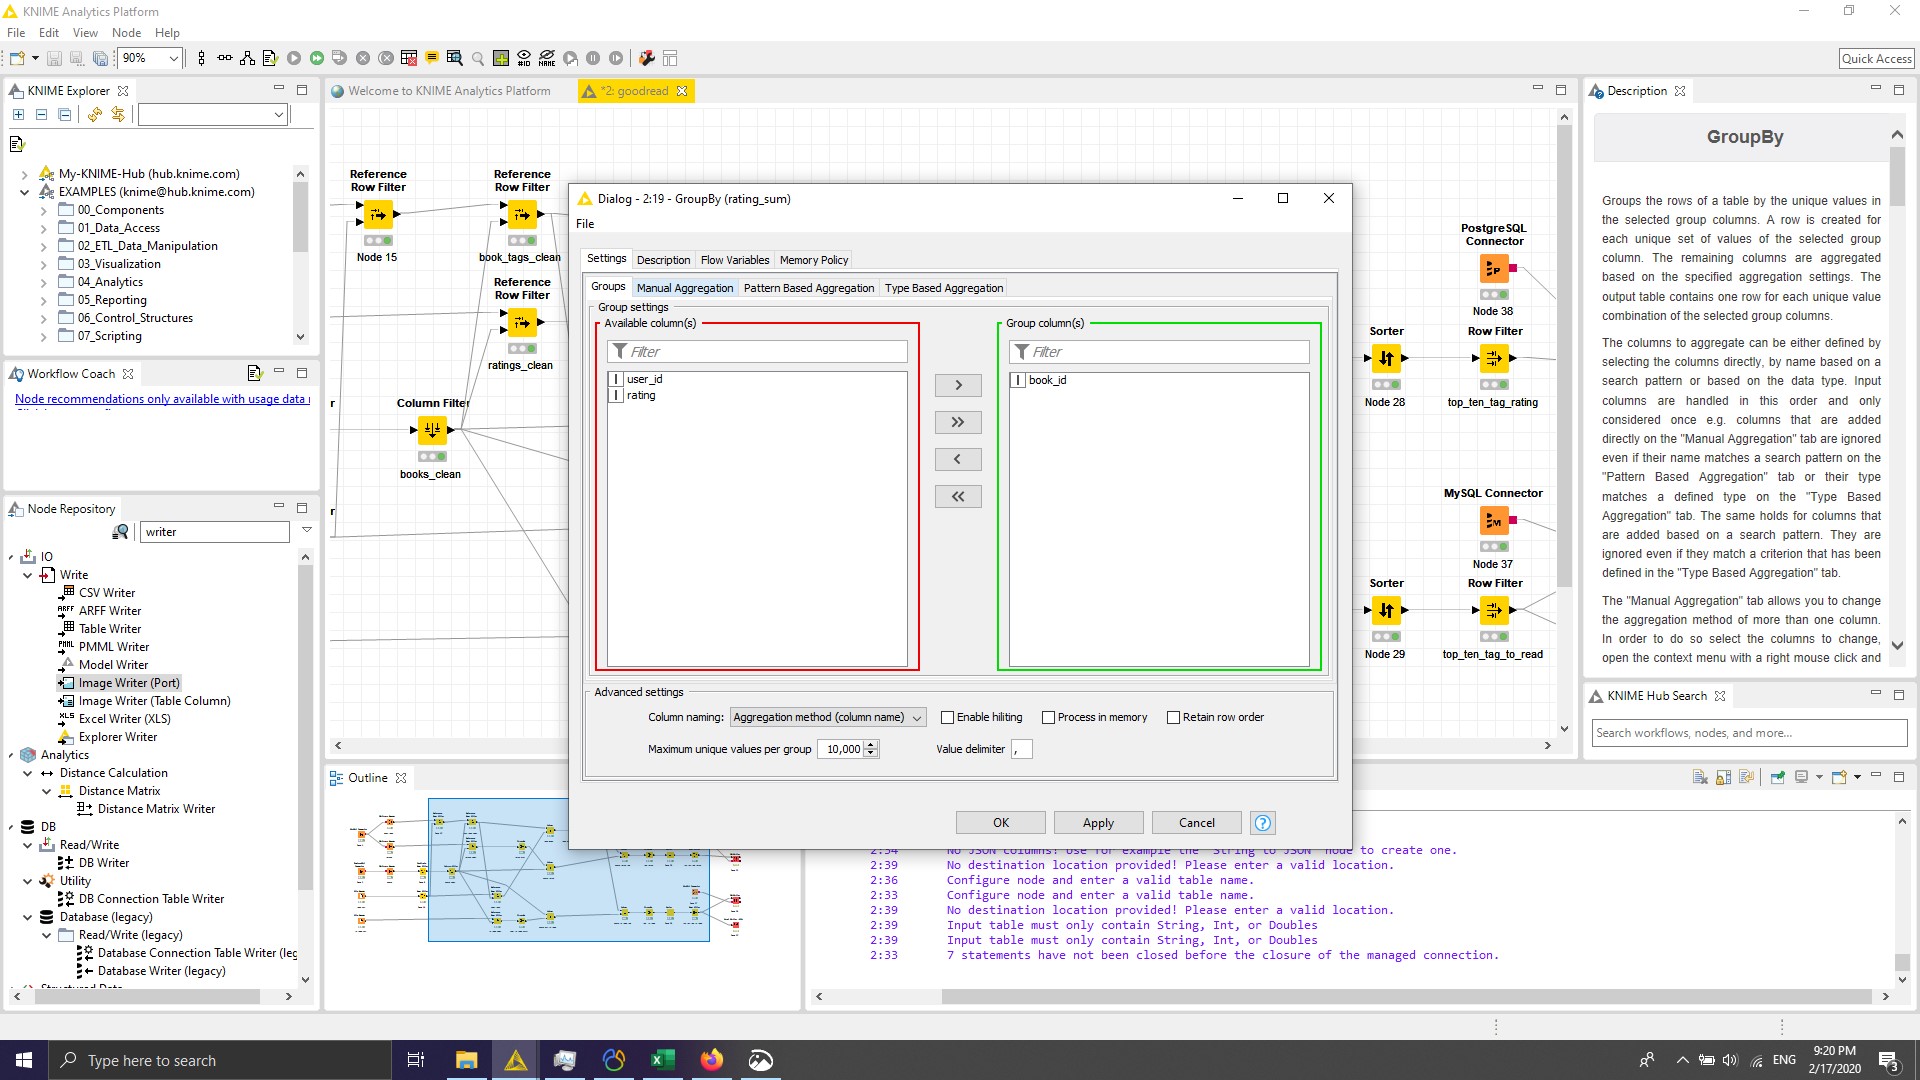 KNIME Analytics Platform
File Edit View Node Help
90%
Quick Access
KNIME Explorer
My-KNIME-Hub (hub.knime.com)
EXAMPLES (knime@hub.knime.com)
00_Components
01_Data_Access
02_ETL_Data_Manipulation
03_Visualization
04_Analytics
05_Reporting
06_Control_Structures
07_Scripting
Workflow Coach
Node recommendations only available with usage data
Node Repository
writer
IO
Write
CSV Writer
ARFF Writer
Table Writer
PMML Writer
Model Writer
Image Writer (Port)
Image Writer (Table Column)
Excel Writer (XLS)
Explorer Writer
Analytics
Distance Calculation
Distance Matrix
Distance Matrix Writer
DB
Read/Write
DB Writer
Utility
DB Connection Table Writer
Database (legacy)
Read/Write (legacy)
Database Connection Table Writer (leg
Database Writer (legacy)
Structured Data
Welcome to KNIME Analytics Platform
*2: goodread
Reference
Row Filter
Node 15
Reference
Row Filter
book_tags_clean
Reference
Row Filter
ratings_clean
Column Filter
books_clean
Dialog - 2:19 - GroupBy (rating_sum)
File
Settings Description Flow Variables Memory Policy
Groups Manual Aggregation Pattern Based Aggregation Type Based Aggregation
Group settings
Available column(s)
Filter
I user_id
I rating
>
>>
<
<<
Group column(s)
Filter
I book_id
Advanced settings
Column naming: Aggregation method (column name) Enable hiliting Process in memory Retain row order
Maximum unique values per group 10,000 Value delimiter ,
OK Apply Cancel
PostgreSQL
Connector
Node 38
Sorter
Node 28
Row Filter
top_ten_tag_rating
MySQL Connector
Node 37
Sorter
Node 29
Row Filter
top_ten_tag_to_read
Outline
2:34 No JSON columns! Use for example the "String to JSON" node to create one.
2:39 No destination location provided! Please enter a valid location.
2:36 Configure node and enter a valid table name.
2:33 Configure node and enter a valid table name.
2:39 No destination location provided! Please enter a valid location.
2:39 Input table must only contain String, Int, or Doubles
2:39 Input table must only contain String, Int, or Doubles
2:33 7 statements have not been closed before the closure of the managed connection.
Description
GroupBy
Groups the rows of a table by the unique values in
the selected group columns. A row is created for
each unique set of values of the selected group
column. The remaining columns are aggregated
based on the specified aggregation settings. The
output table contains one row for each unique value
combination of the selected group columns.
The columns to aggregate can be either defined by
selecting the columns directly, by name based on a
search pattern or based on the data type. Input
columns are handled in this order and only
considered once e.g. columns that are added
directly on the "Manual Aggregation" tab are ignored
even if their name matches a search pattern on the
"Pattern Based Aggregation" tab or their type
matches a defined type on the "Type Based
Aggregation" tab. The same holds for columns that
are added based on a search pattern. They are
ignored even if they match a criterion that has been
defined in the "Type Based Aggregation" tab.
The "Manual Aggregation" tab allows you to change
the aggregation method of more than one column.
In order to do so select the columns to change,
open the context menu with a right mouse click and
KNIME Hub Search
Search workflows, nodes, and more...
Type here to search
ENG
9:20 PM
2/17/2020
3